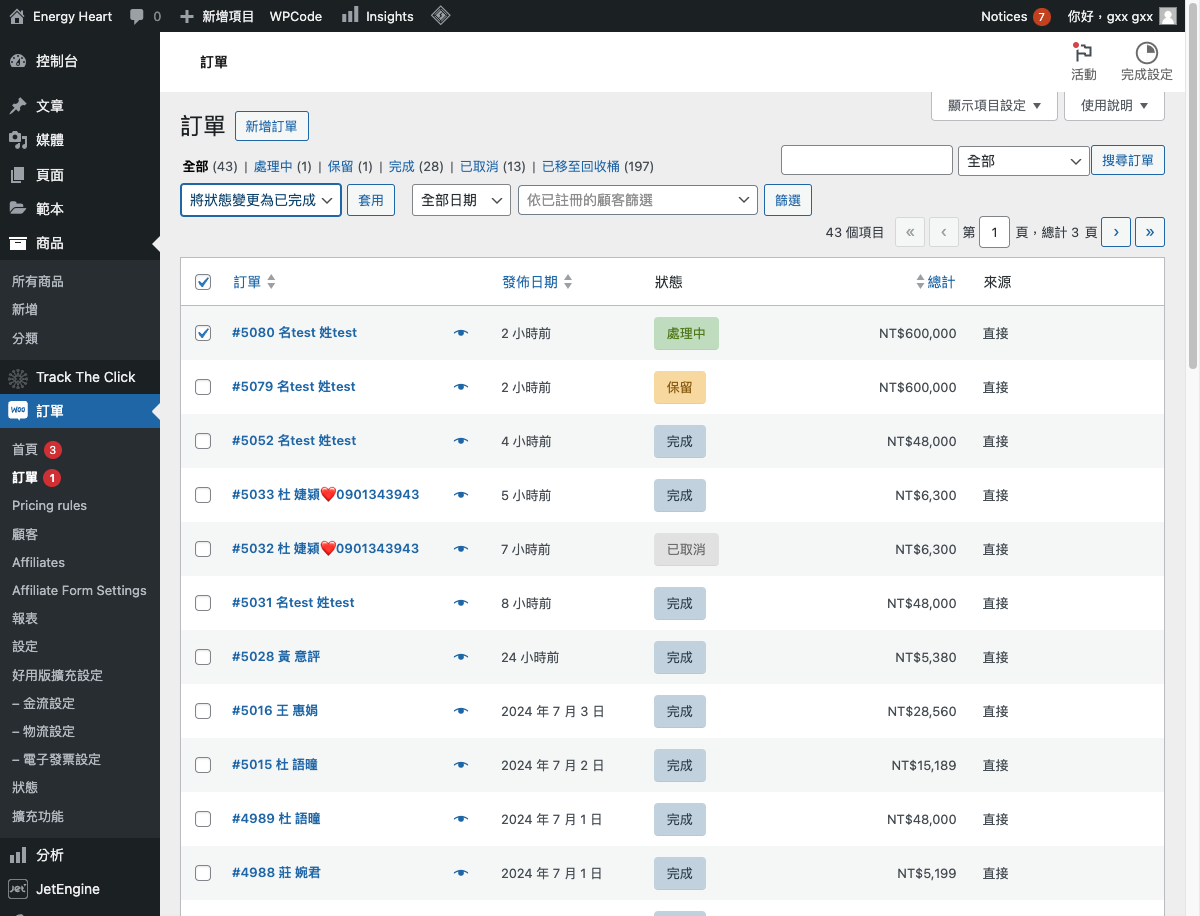 Energy Heart 0 新增項目 WPCode Insights Notices 7 你好，gxx gxx
控制台
文章
媒體
頁面
範本
商品
所有商品
新增
分類
Track The Click
訂單
首頁 3
訂單 1
Pricing rules
顧客
Affiliates
Affiliate Form Settings
報表
設定
好用版擴充設定
– 金流設定
– 物流設定
– 電子發票設定
狀態
擴充功能
分析
JetEngine
訂單
活動 完成設定
顯示項目設定 使用說明
訂單 新增訂單
全部 (43) | 處理中 (1) | 保留 (1) | 完成 (28) | 已取消 (13) | 已移至回收桶 (197)
全部 搜尋訂單
將狀態變更為已完成 套用 全部日期 依已註冊的顧客篩選 篩選
43 個項目 « ‹ 第 1 頁，總計 3 頁 › »
訂單 發佈日期 狀態 總計 來源
#5080 名test 姓test 2 小時前 處理中 NT$600,000 直接
#5079 名test 姓test 2 小時前 保留 NT$600,000 直接
#5052 名test 姓test 4 小時前 完成 NT$48,000 直接
#5033 杜 婕穎❤️0901343943 5 小時前 完成 NT$6,300 直接
#5032 杜 婕穎❤️0901343943 7 小時前 已取消 NT$6,300 直接
#5031 名test 姓test 8 小時前 完成 NT$48,000 直接
#5028 黃 意評 24 小時前 完成 NT$5,380 直接
#5016 王 惠娟 2024 年 7 月 3 日 完成 NT$28,560 直接
#5015 杜 語曈 2024 年 7 月 2 日 完成 NT$15,189 直接
#4989 杜 語曈 2024 年 7 月 1 日 完成 NT$48,000 直接
#4988 莊 婉君 2024 年 7 月 1 日 完成 NT$5,199 直接